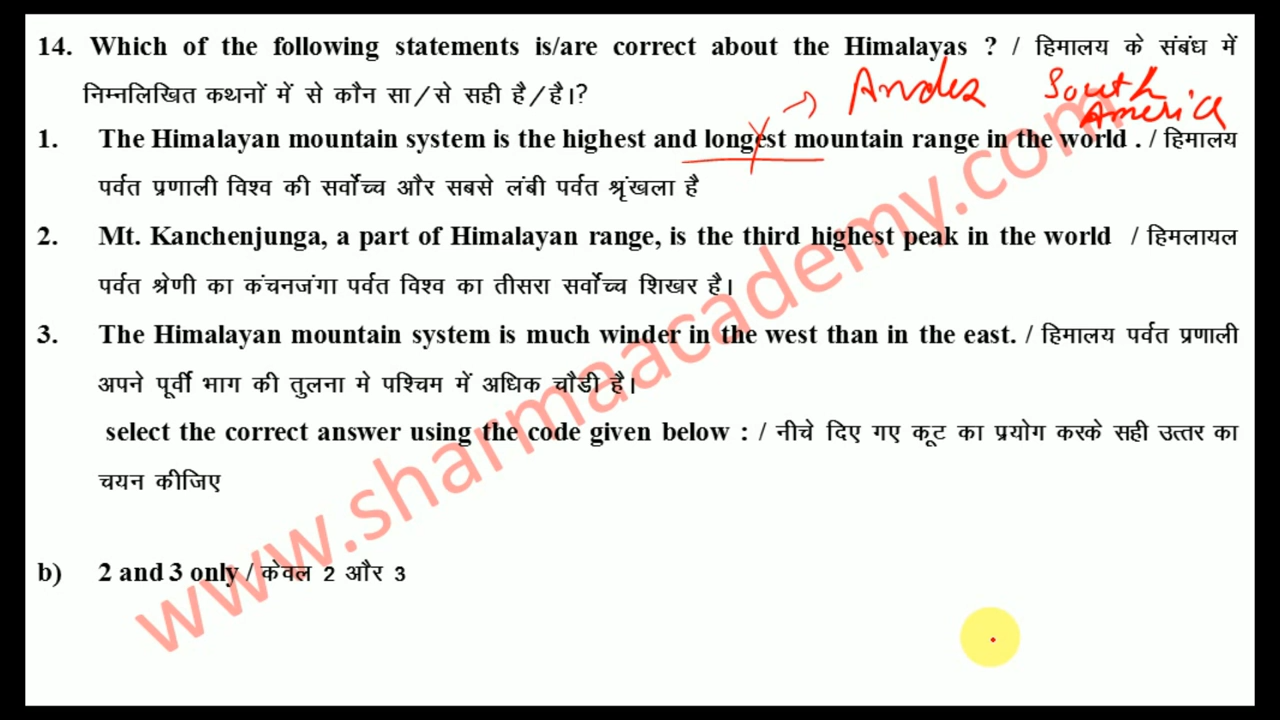 14. Which of the following statements is/are correct about the Himalayas ? / हिमालय के संबंध में
निम्नलिखित कथनों में से कौन सा/से सही है/है।?
Andes South
America
1. The Himalayan mountain system is the highest and longest mountain range in the world . / हिमालय
पर्वत प्रणाली विश्व की सर्वोच्च और सबसे लंबी पर्वत श्रृंखला है
2. Mt. Kanchenjunga, a part of Himalayan range, is the third highest peak in the world / हिमलायल
पर्वत श्रेणी का कंचनजंगा पर्वत विश्व का तीसरा सर्वोच्च शिखर है।
3. The Himalayan mountain system is much winder in the west than in the east. / हिमालय पर्वत प्रणाली
अपने पूर्वी भाग की तुलना मे पश्चिम में अधिक चौडी है।
select the correct answer using the code given below : / नीचे दिए गए कूट का प्रयोग करके सही उत्तर का
चयन कीजिए
b) 2 and 3 only / केवल 2 और 3
www.sharmaacademy.com